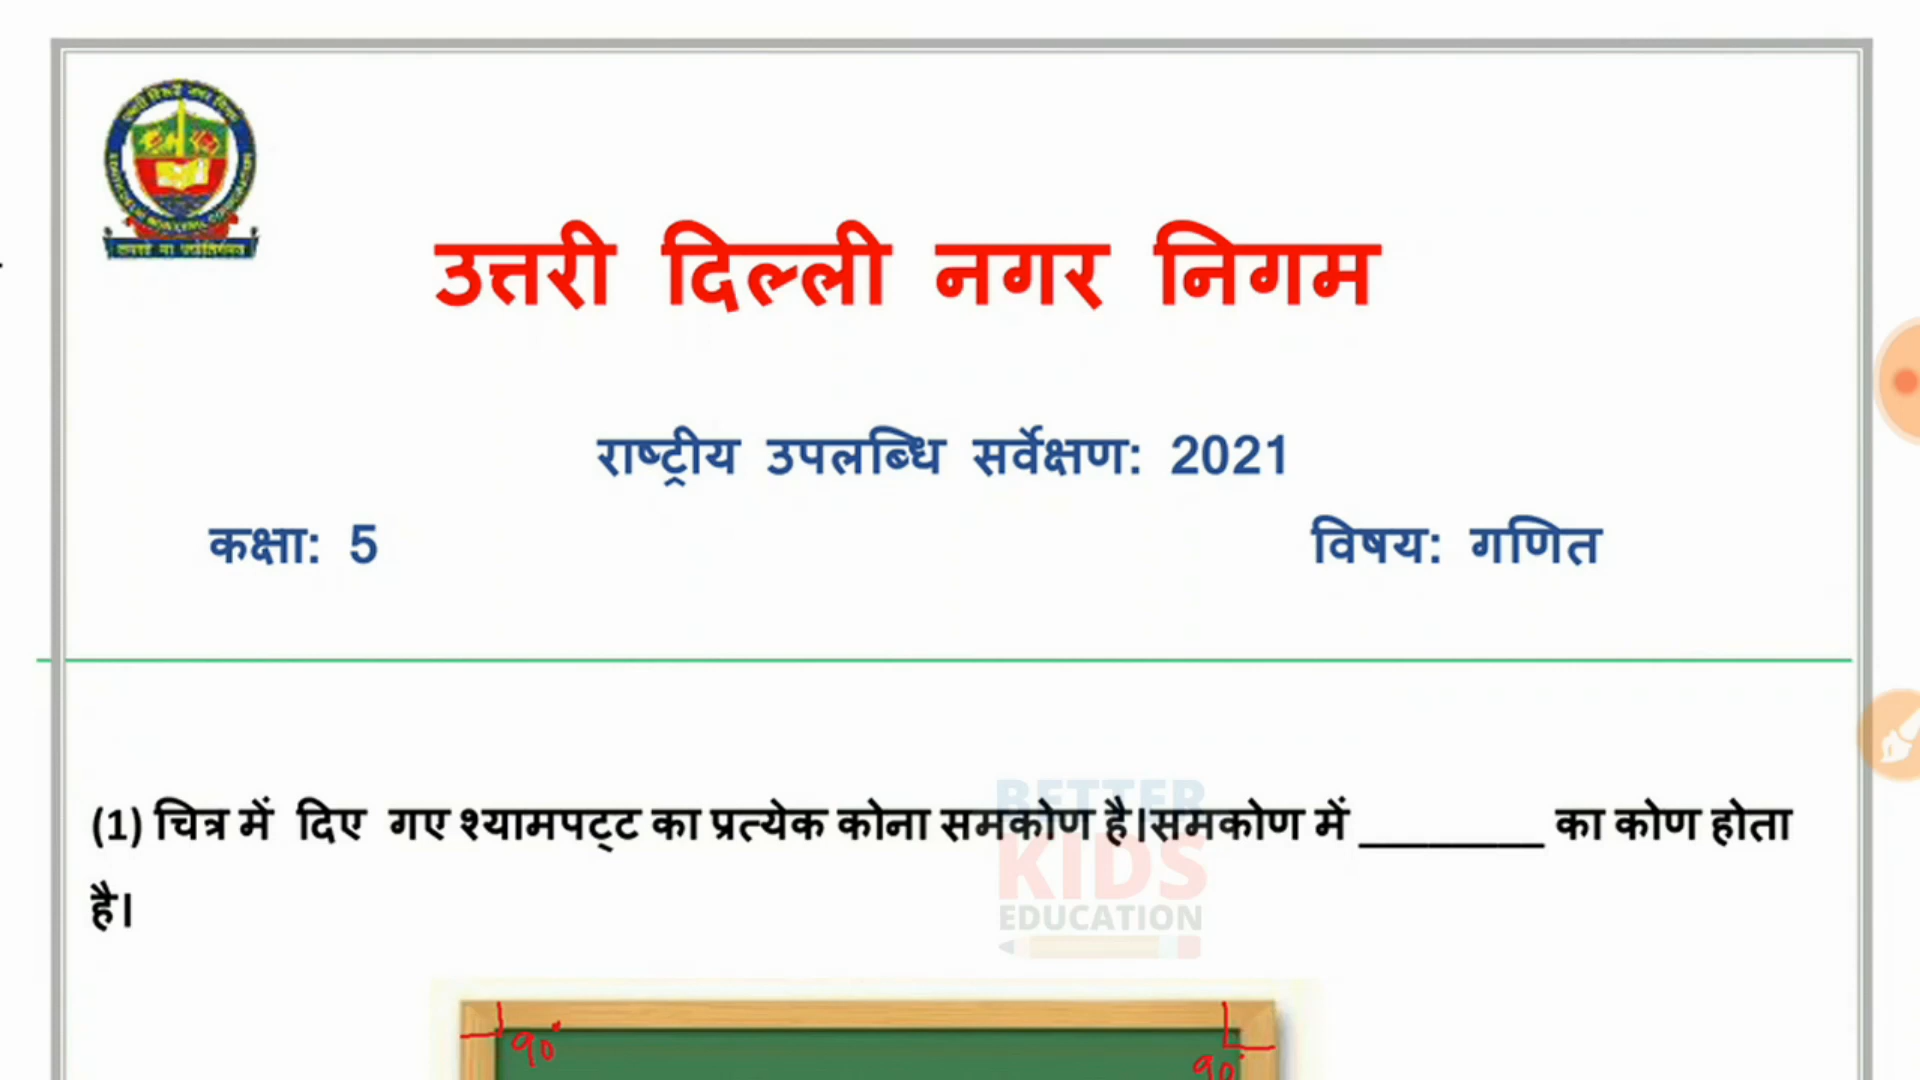 उत्तरी दिल्ली नगर निगम
राष्ट्रीय उपलब्धि सर्वेक्षण: 2021
कक्षा: 5 विषय: गणित
(1) चित्र में दिए गए श्यामपट्ट का प्रत्येक कोना समकोण है।समकोण में ________ का कोण होता
है।
BETTER
KIDS
EDUCATION
90°
90°